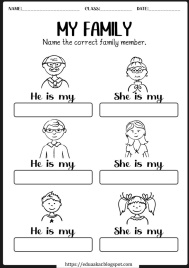 NAME: CLASS: DATE:
MY FAMILY
Name the correct family member.
He is my She is my
He is my She is my
He is my She is my
https://eduaskar.blogspot.com